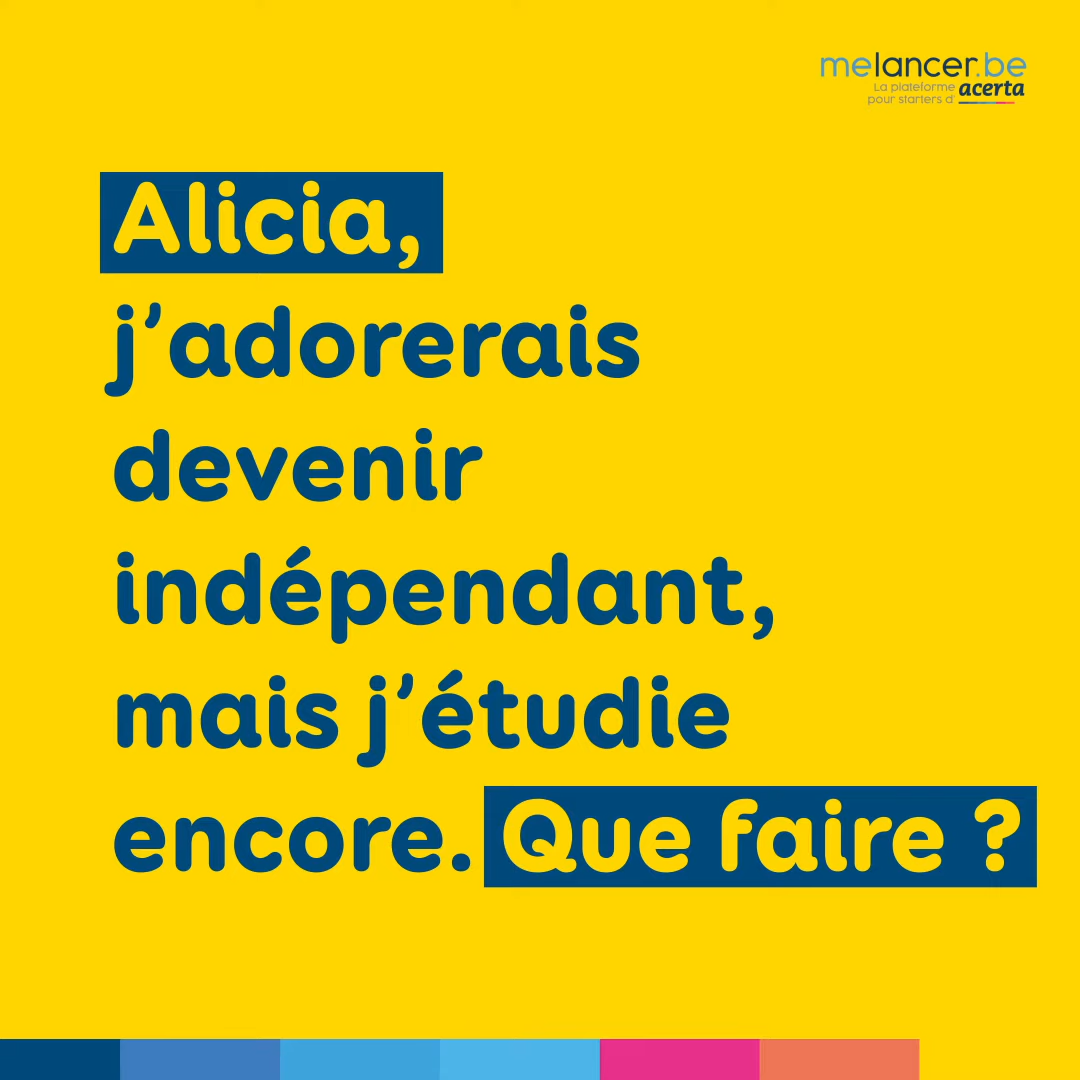 melancer.be
La plateforme acerta
pour starters d'
Alicia,
j'adorerais
devenir
indépendant,
mais j'étudie
encore. Que faire ?